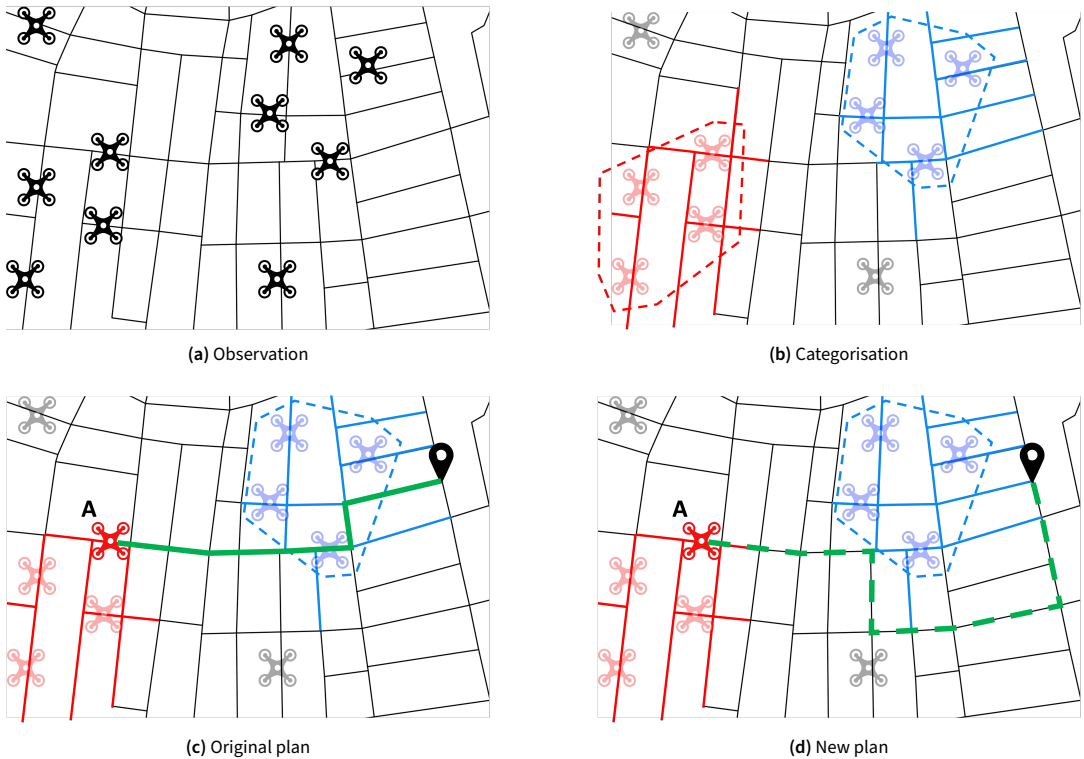 (a) Observation
(b) Categorisation
A
A
(c) Original plan
(d) New plan